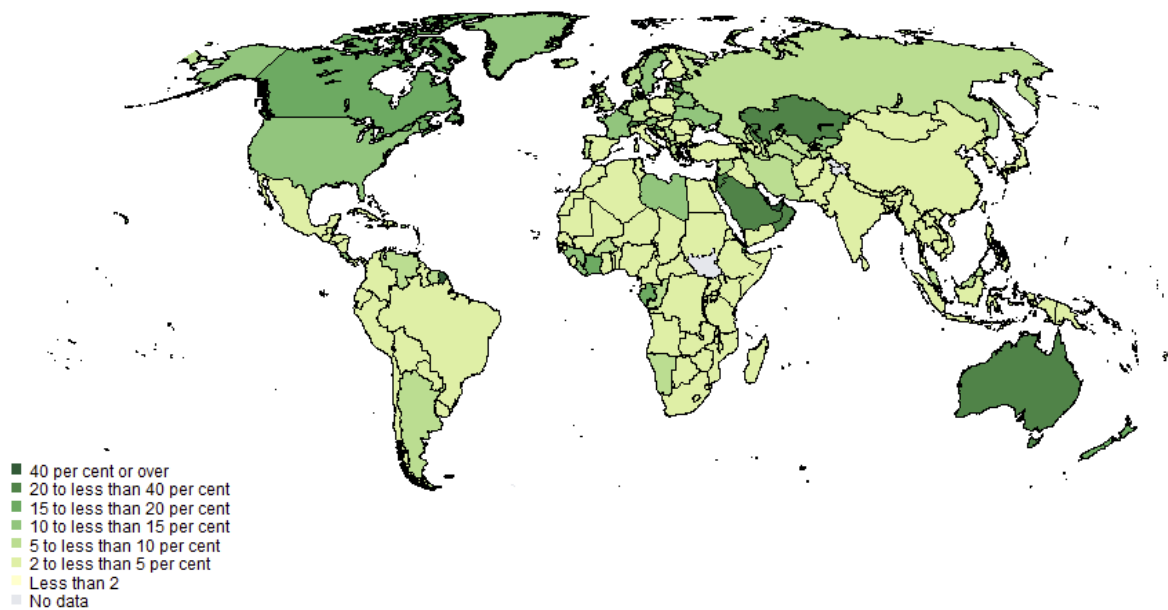 40 per cent or over
20 to less than 40 per cent
15 to less than 20 per cent
10 to less than 15 per cent
5 to less than 10 per cent
2 to less than 5 per cent
Less than 2
No data